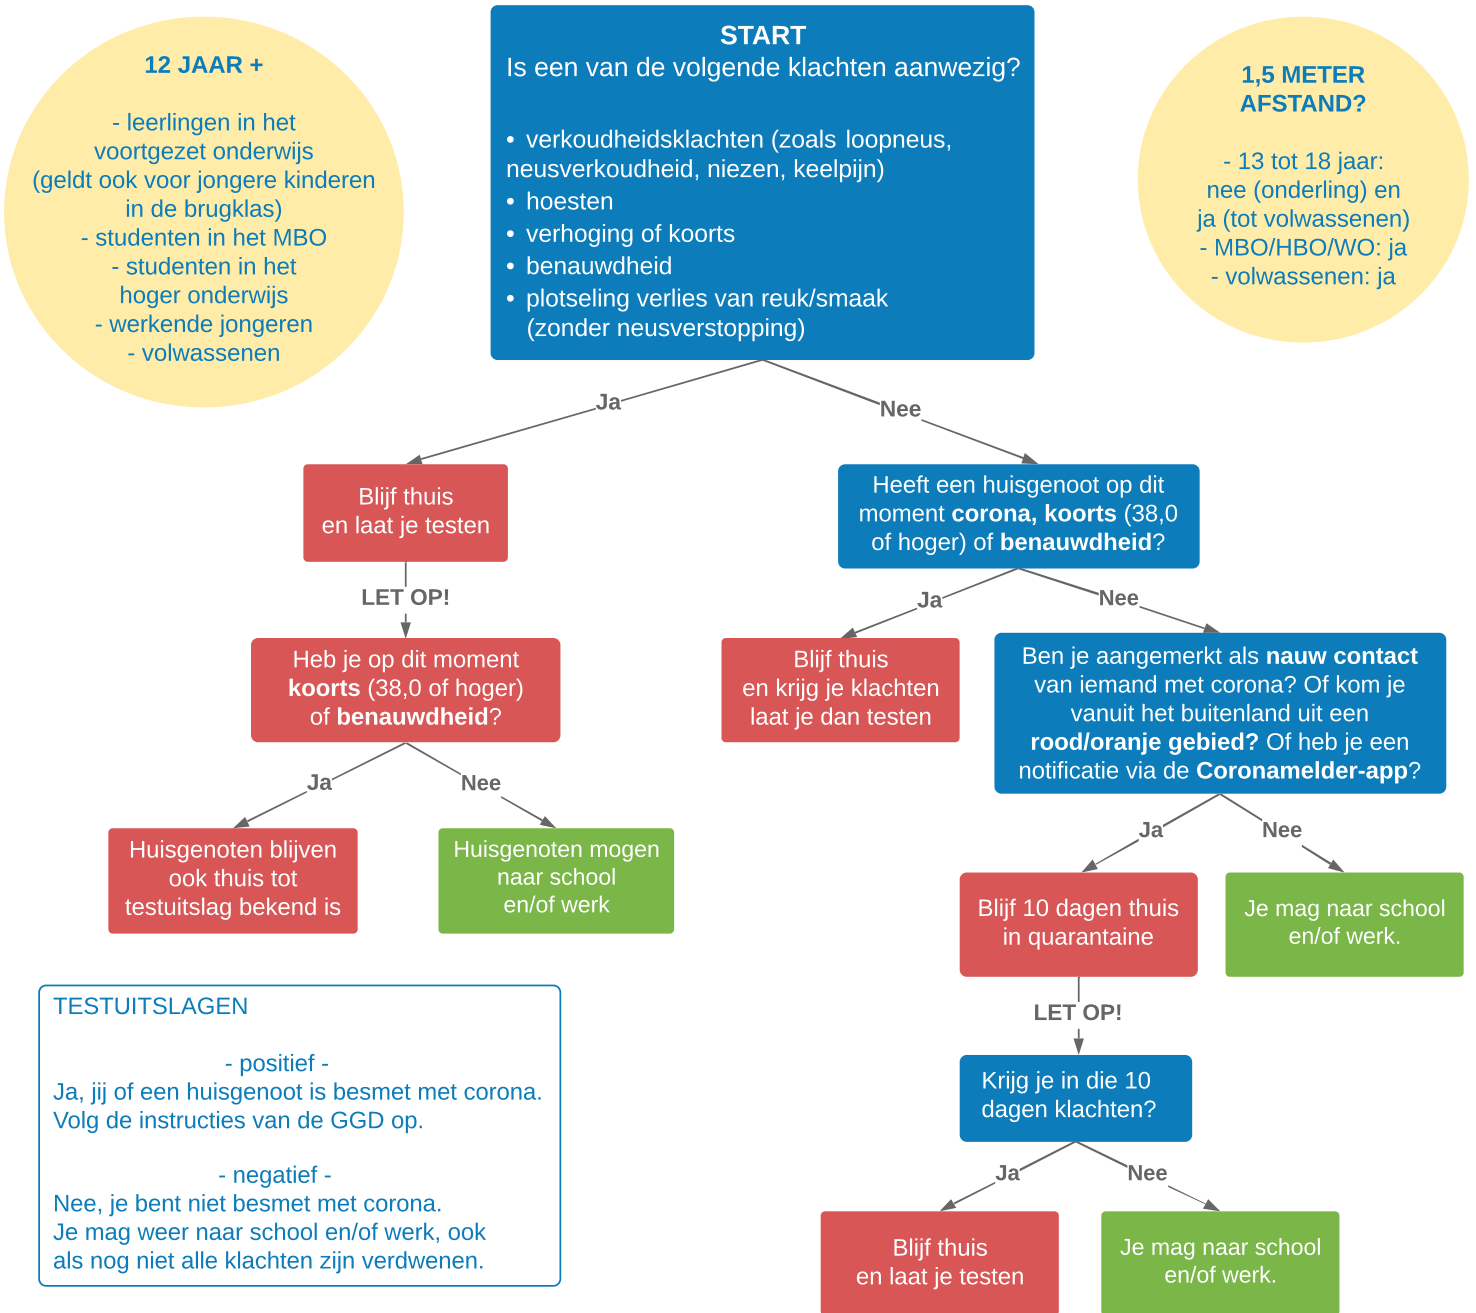 12 JAAR +
- leerlingen in het
voortgezet onderwijs
(geldt ook voor jongere kinderen
in de brugklas)
- studenten in het MBO
- studenten in het
hoger onderwijs
- werkende jongeren
- volwassenen
START
Is een van de volgende klachten aanwezig?
• verkoudheidsklachten (zoals loopneus,
neusverkoudheid, niezen, keelpijn)
• hoesten
• verhoging of koorts
• benauwdheid
• plotseling verlies van reuk/smaak
(zonder neusverstopping)
1,5 METER
AFSTAND?
- 13 tot 18 jaar:
nee (onderling) en
ja (tot volwassenen)
- MBO/HBO/WO: ja
- volwassenen: ja
Ja
Nee
Blijf thuis
en laat je testen
Heeft een huisgenoot op dit
moment corona, koorts (38,0
of hoger) of benauwdheid?
LET OP!
Ja
Nee
Heb je op dit moment
koorts (38,0 of hoger)
of benauwdheid?
Blijf thuis
en krijg je klachten
laat je dan testen
Ben je aangemerkt als nauw contact
van iemand met corona? Of kom je
vanuit het buitenland uit een
rood/oranje gebied? Of heb je een
notificatie via de Coronamelder-app?
Ja
Nee
Ja
Nee
Huisgenoten blijven
ook thuis tot
testuitslag bekend is
Huisgenoten mogen
naar school
en/of werk
Blijf 10 dagen thuis
in quarantaine
Je mag naar school
en/of werk.
LET OP!
Krijg je in die 10
dagen klachten?
Ja
Nee
Blijf thuis
en laat je testen
Je mag naar school
en/of werk.
TESTUITSLAGEN
- positief -
Ja, jij of een huisgenoot is besmet met corona.
Volg de instructies van de GGD op.
- negatief -
Nee, je bent niet besmet met corona.
Je mag weer naar school en/of werk, ook
als nog niet alle klachten zijn verdwenen.